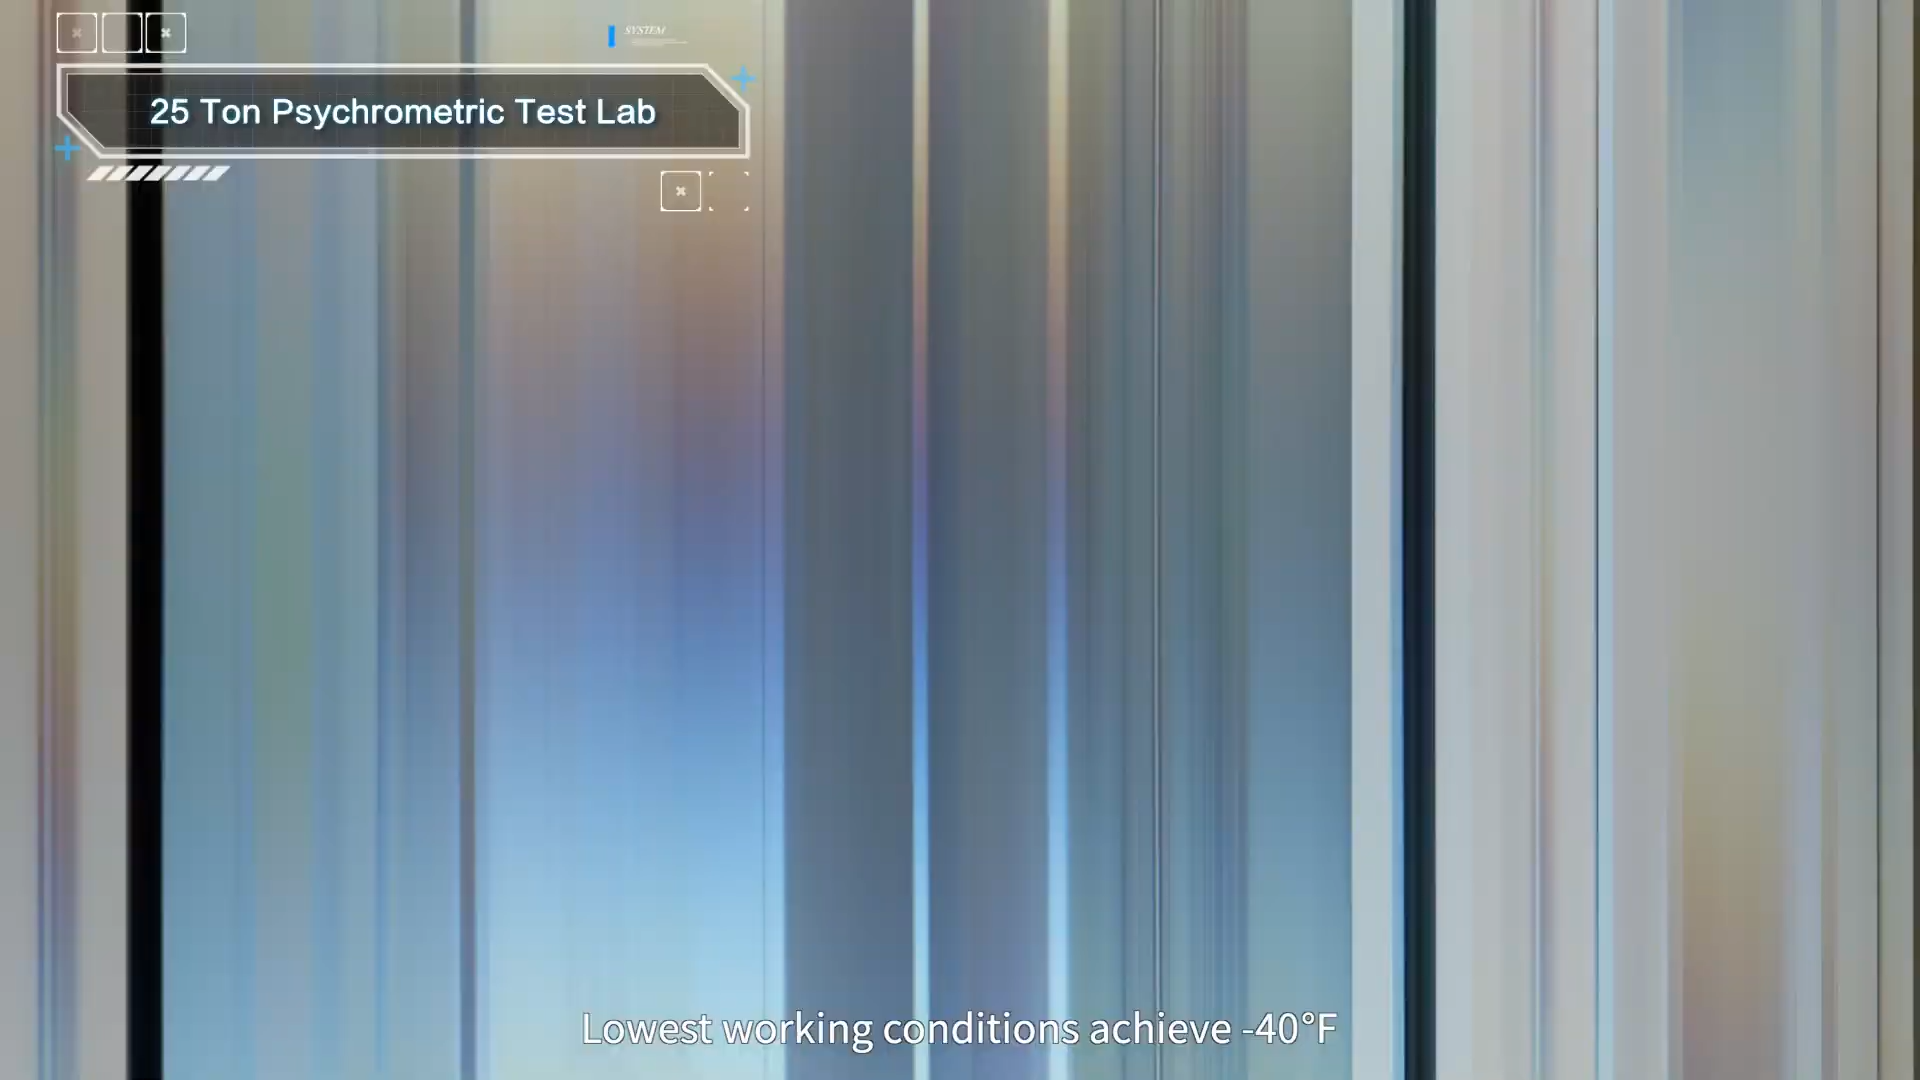 SYSTEM
25 Ton Psychrometric Test Lab
Lowest working conditions achieve -40°F